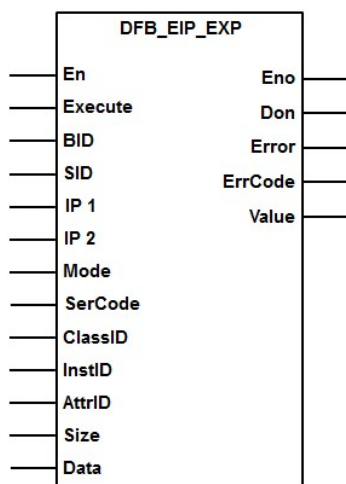 DFB_EIP_EXP
En
Eno
Execute
Don
BID
Error
SID
ErrCode
IP 1
Value
IP 2
Mode
SerCode
ClassID
InstID
AttrID
Size
Data